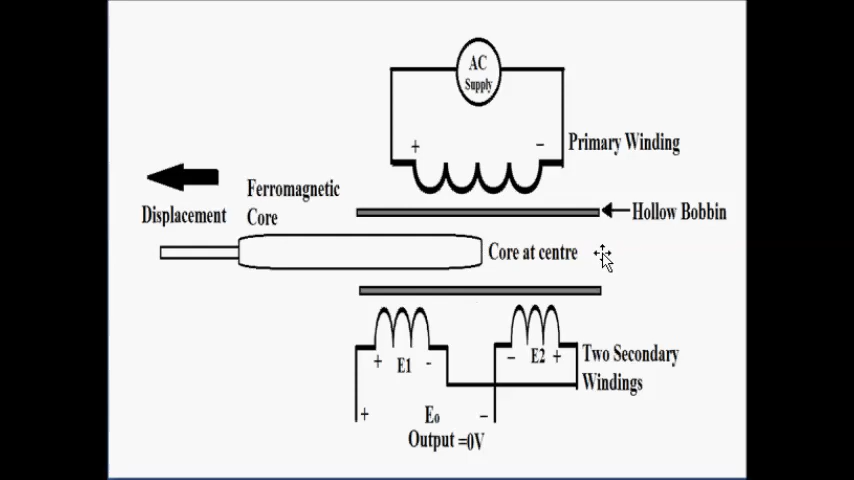 AC
Supply
+ –
Primary Winding
Ferromagnetic
Core
Displacement
Hollow Bobbin
Core at centre
+ E1 -
– E2 +
Two Secondary
Windings
+ Eo –
Output =0V